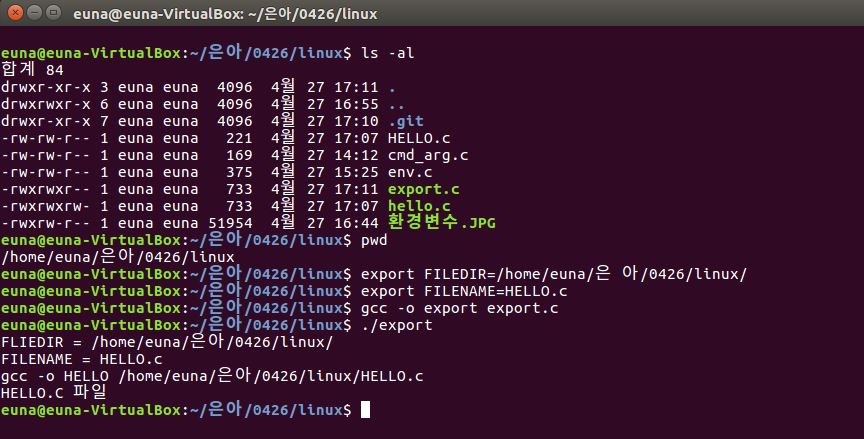 euna@euna-VirtualBox: ~/은아/0426/linux
euna@euna-VirtualBox:~/은아/0426/linux$ ls -al
합계 84
drwxr-xr-x 3 euna euna  4096  4월 27 17:11 .
drwxrwxr-x 6 euna euna  4096  4월 27 16:55 ..
drwxrwxr-x 7 euna euna  4096  4월 27 17:10 .git
-rw-rw-r-- 1 euna euna   221  4월 27 17:07 HELLO.c
-rw-rw-r-- 1 euna euna   169  4월 27 14:12 cmd_arg.c
-rw-rw-r-- 1 euna euna   375  4월 27 15:25 env.c
-rwxrwxr-- 1 euna euna   733  4월 27 17:11 export.c
-rwxrwxrw- 1 euna euna   733  4월 27 17:07 hello.c
-rwxrw-r-- 1 euna euna 51954  4월 27 16:44 환경변수.JPG
euna@euna-VirtualBox:~/은아/0426/linux$ pwd
/home/euna/은아/0426/linux
euna@euna-VirtualBox:~/은아/0426/linux$ export FILEDIR=/home/euna/은 아/0426/linux/
euna@euna-VirtualBox:~/은아/0426/linux$ export FILENAME=HELLO.c
euna@euna-VirtualBox:~/은아/0426/linux$ gcc -o export export.c
euna@euna-VirtualBox:~/은아/0426/linux$ ./export
FLIEDIR = /home/euna/은아/0426/linux/
FILENAME = HELLO.c
gcc -o HELLO /home/euna/은아/0426/linux/HELLO.c
HELLO.C 파일
euna@euna-VirtualBox:~/은아/0426/linux$